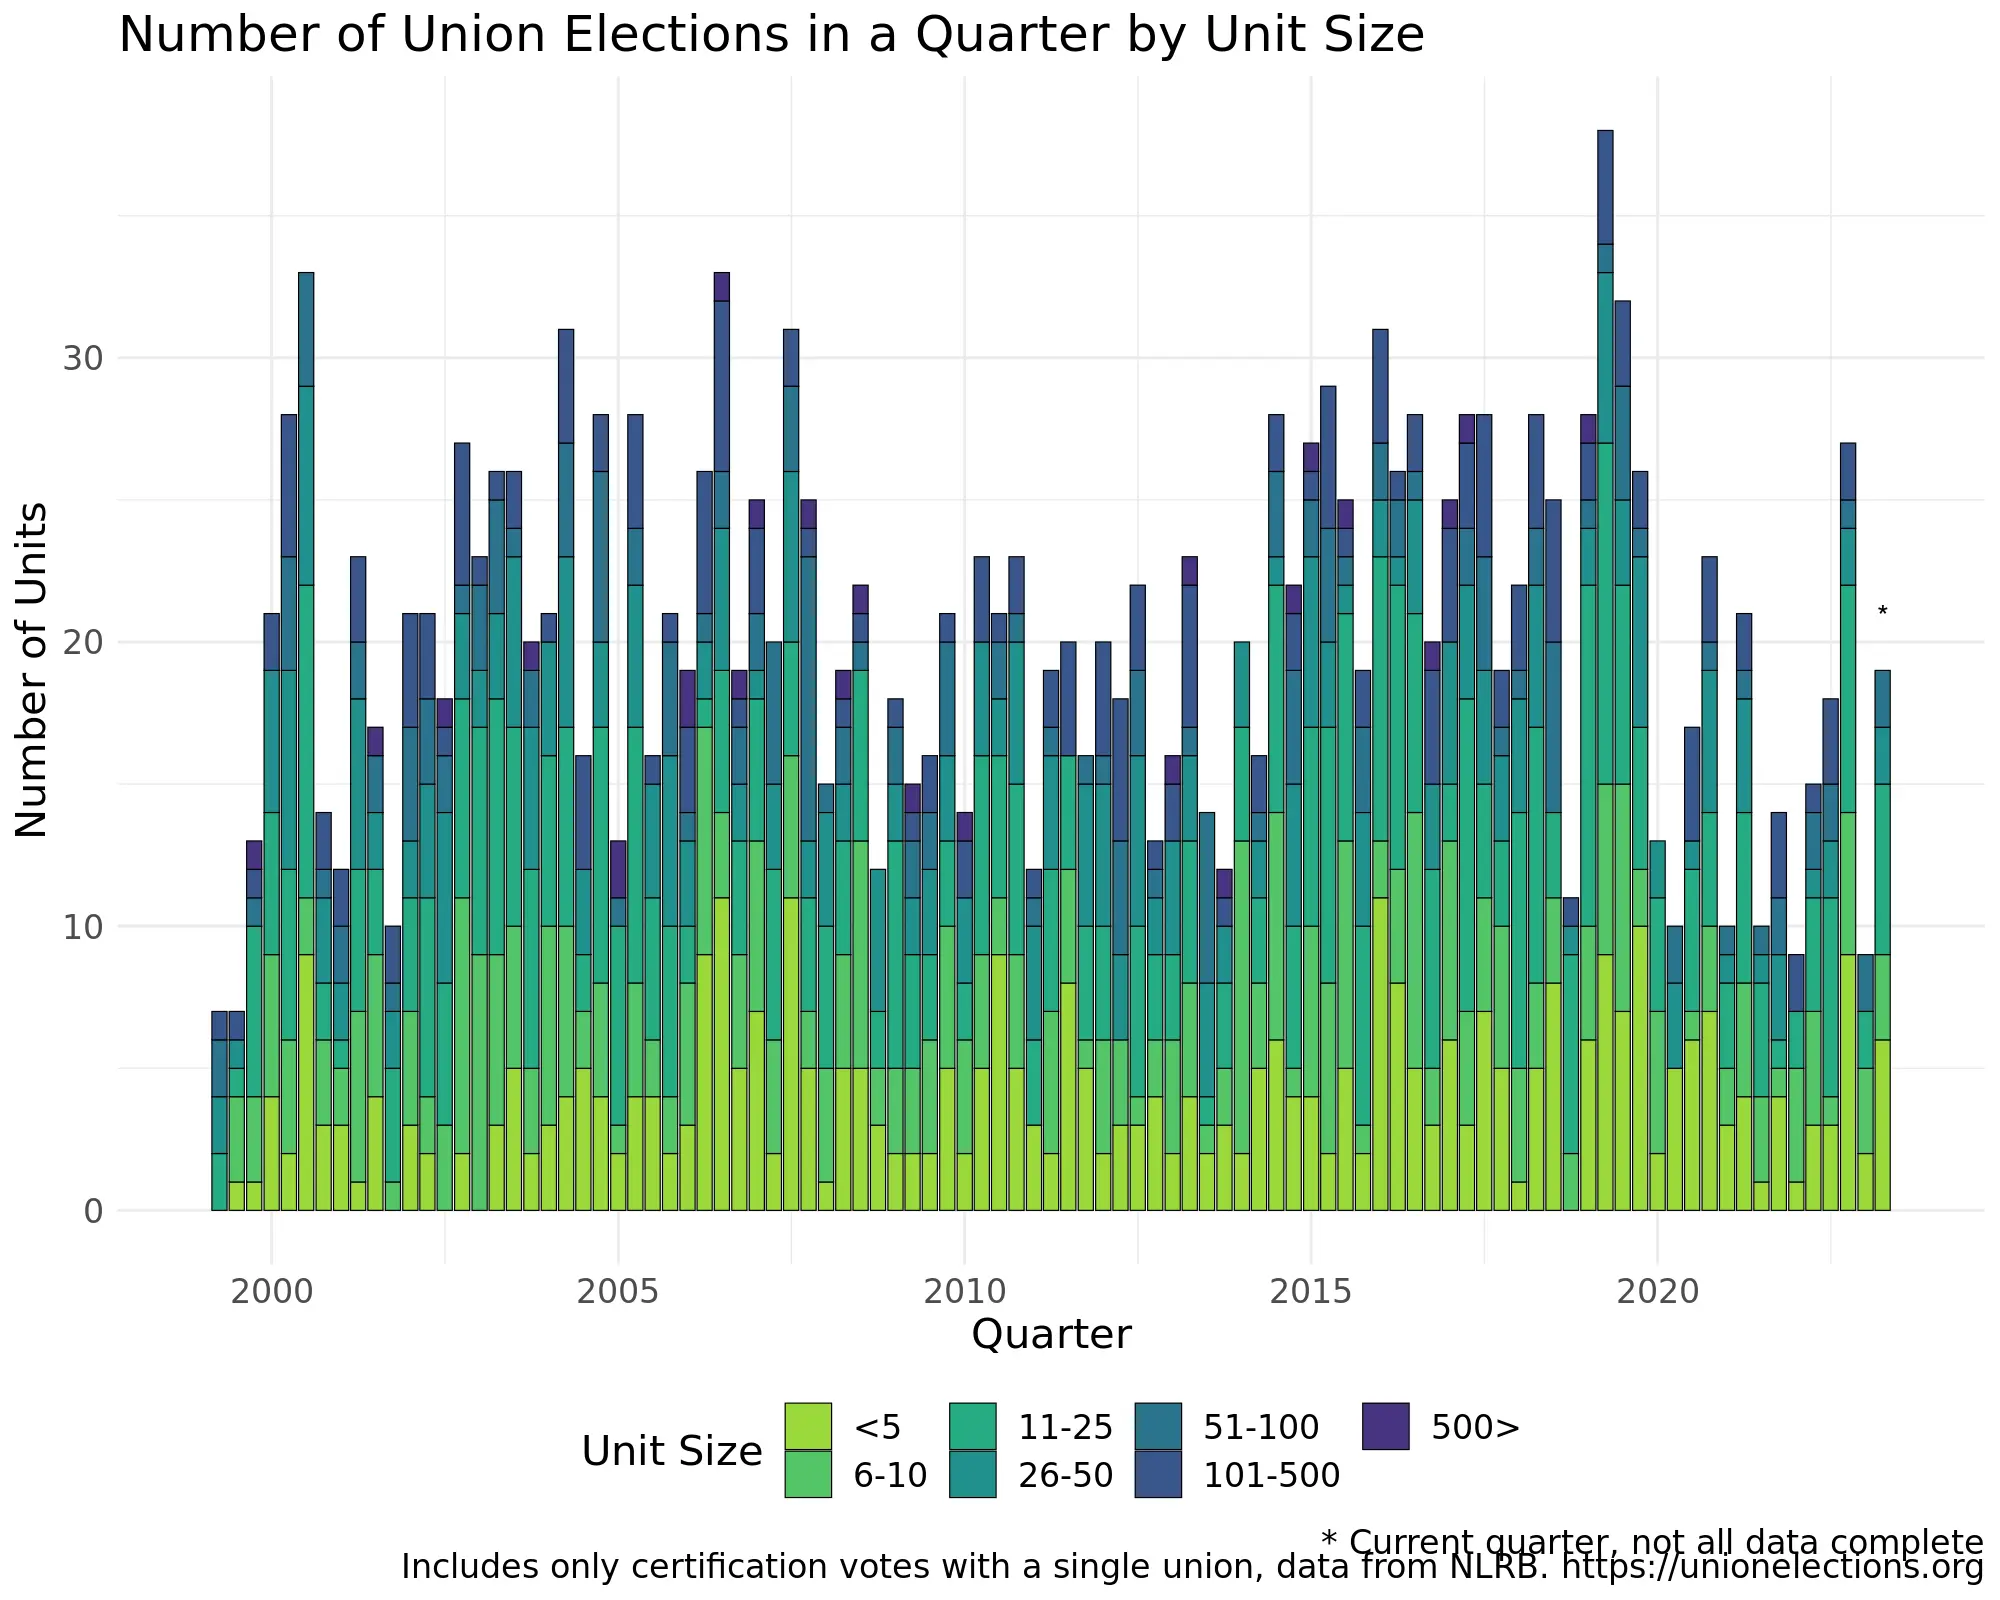 Number of Union Elections in a Quarter by Unit Size
Number of Units
30
20
10
0
*
2000 2005 2010 2015 2020
Quarter
Unit Size
<5 11-25 51-100 500>
6-10 26-50 101-500
* Current quarter, not all data complete
Includes only certification votes with a single union, data from NLRB. https://unionelections.org